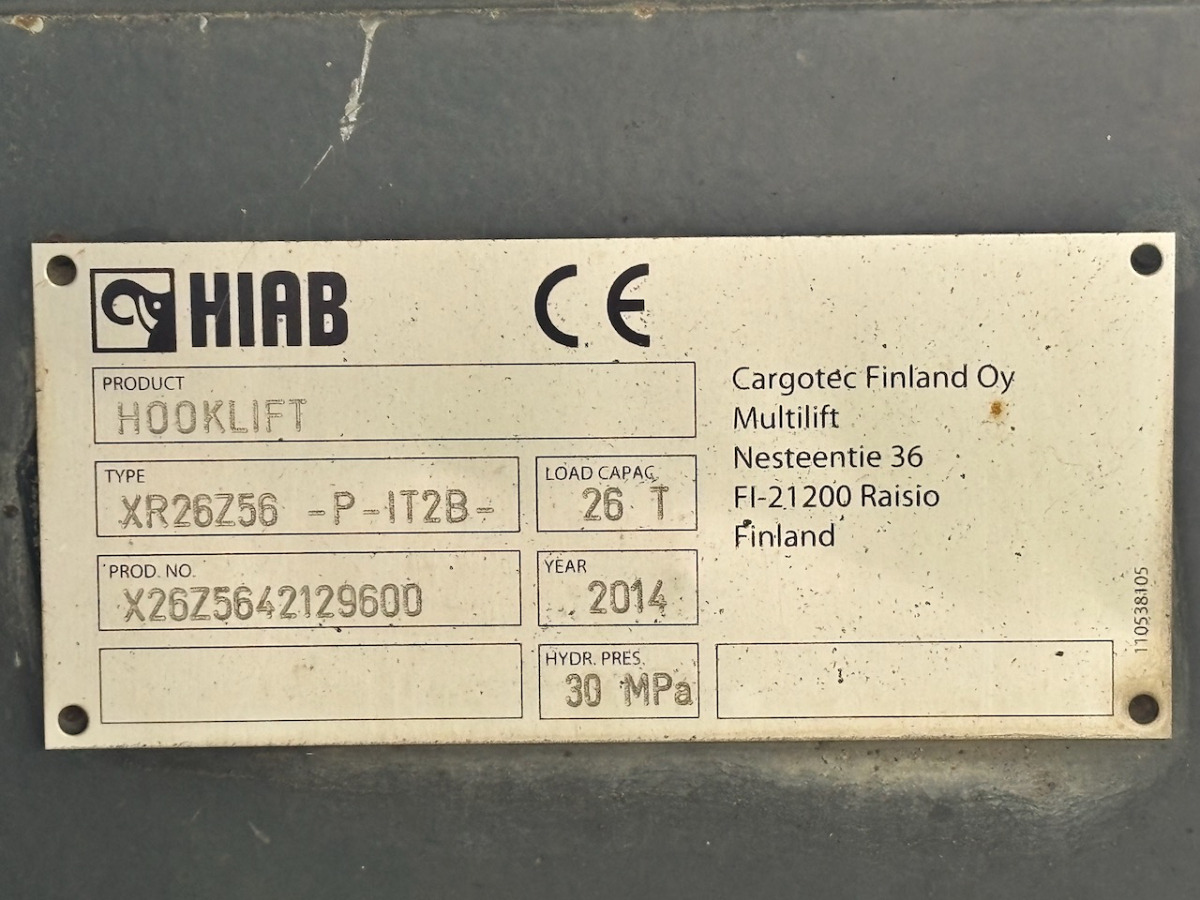 HIAB
CE
PRODUCT
HOOKLIFT
TYPE
XR26Z56 -P-IT2B-
LOAD CAPAC.
26 T
PROD. NO.
X26Z5642129600
YEAR
2014
HYDR. PRES.
30 MPa
Cargotec Finland Oy
Multilift
Nesteentie 36
FI-21200 Raisio
Finland
110538105